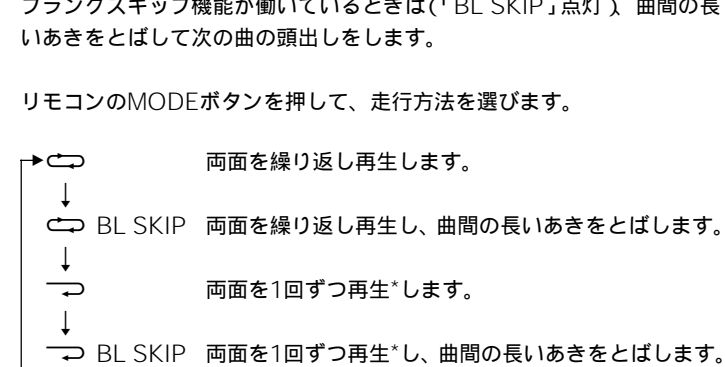 ブランクスキップ機能が働いているときは(「BL SKIP」点灯)、曲間の長
いあきをとばして次の曲の頭出しをします。
リモコンのMODEボタンを押して、走行方法を選びます。
両面を繰り返し再生します。
BL SKIP 両面を繰り返し再生し、曲間の長いあきをとばします。
両面を1回ずつ再生*します。
BL SKIP 両面を1回ずつ再生*し、曲間の長いあきをとばします。